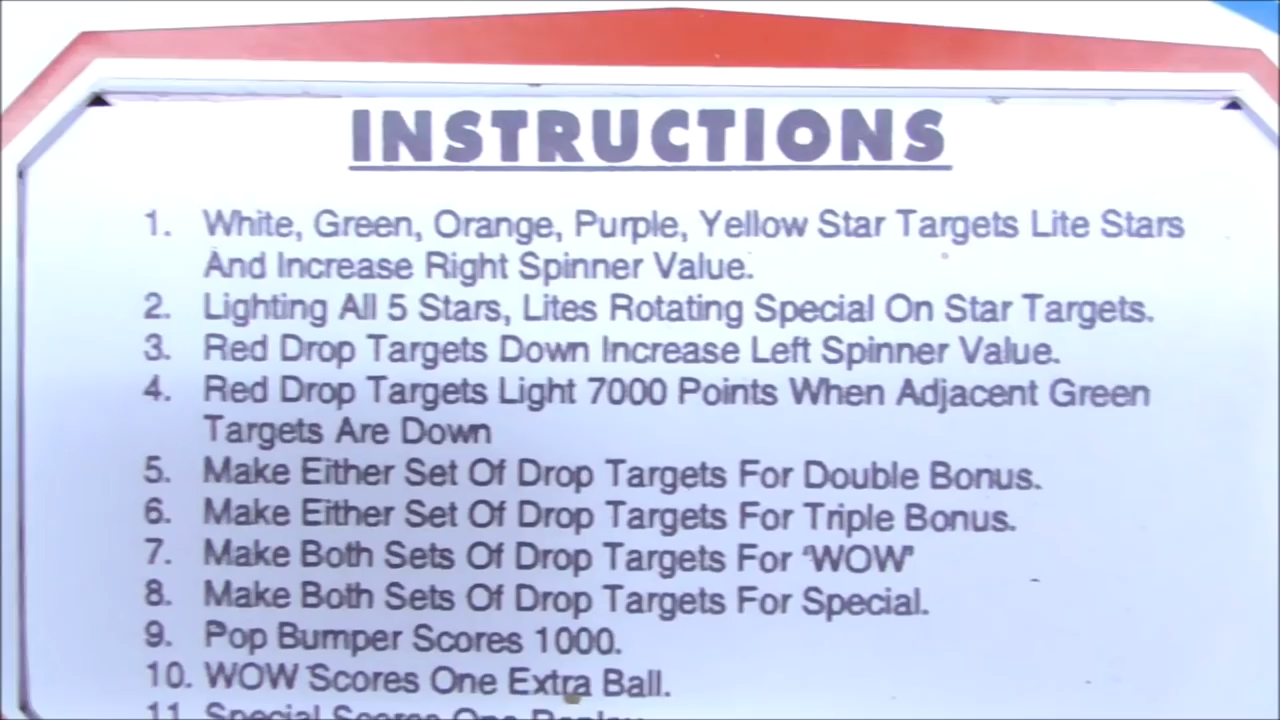 INSTRUCTIONS
1. White, Green, Orange, Purple, Yellow Star Targets Lite Stars
And Increase Right Spinner Value.
2. Lighting All 5 Stars, Lites Rotating Special On Star Targets.
3. Red Drop Targets Down Increase Left Spinner Value.
4. Red Drop Targets Light 7000 Points When Adjacent Green
Targets Are Down
5. Make Either Set Of Drop Targets For Double Bonus.
6. Make Either Set Of Drop Targets For Triple Bonus.
7. Make Both Sets Of Drop Targets For 'WOW'
8. Make Both Sets Of Drop Targets For Special.
9. Pop Bumper Scores 1000.
10. WOW Scores One Extra Ball.
11. Special Scores One Replay